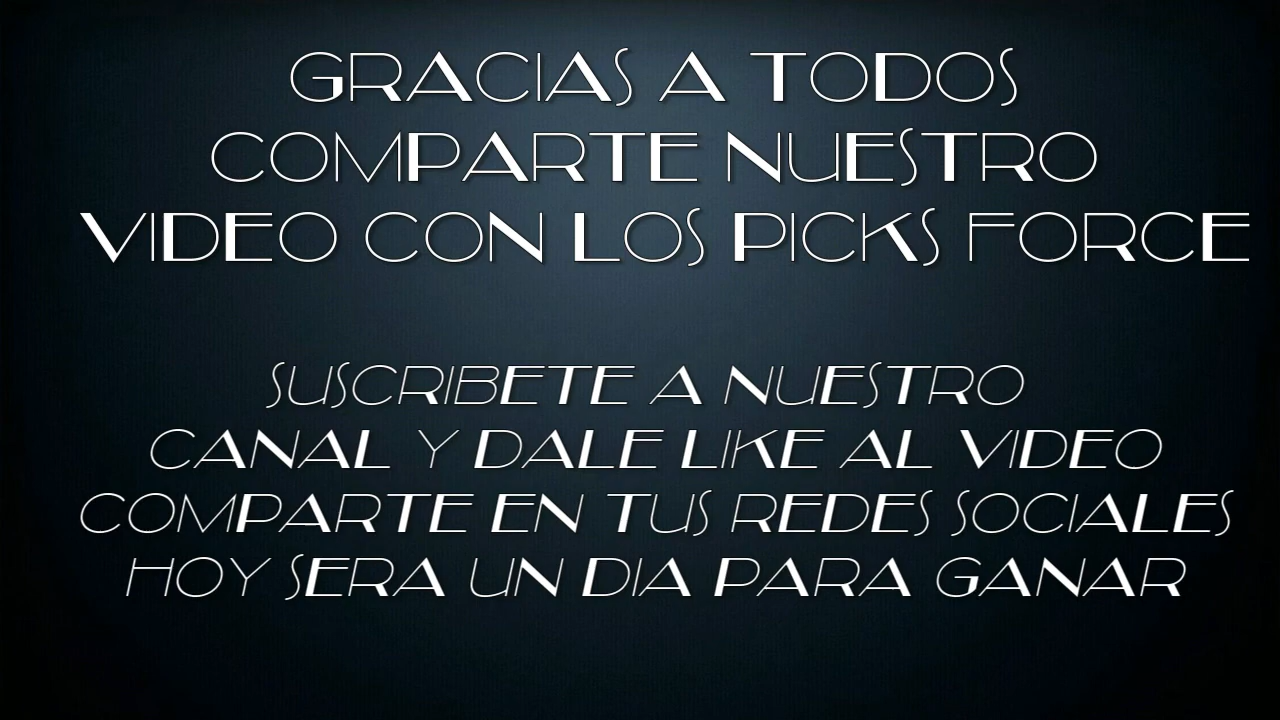 GRACIAS A TODOS
COMPARTE NUESTRO
VIDEO CON LOS PICKS FORCE
SUSCRIBETE A NUESTRO
CANAL Y DALE LIKE AL VIDEO
COMPARTE EN TUS REDES SOCIALES
HOY SERA UN DIA PARA GANAR